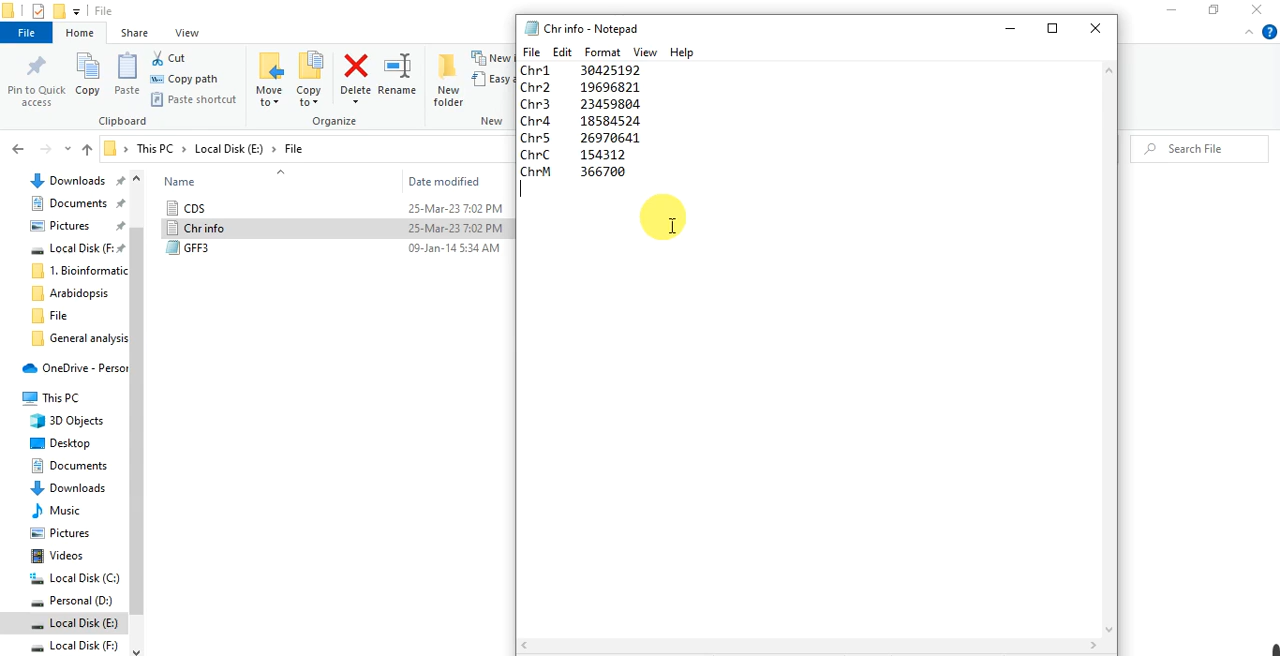 File
File Home Share View
Pin to Quick access
Copy
Paste
Cut
Copy path
Paste shortcut
Clipboard
Move to
Copy to
Delete
Rename
Organize
New folder
New i
Easy a
New
This PC > Local Disk (E:) > File
Search File
Downloads
Documents
Pictures
Local Disk (F:
1. Bioinformatic
Arabidopsis
File
General analysis
OneDrive - Person
This PC
3D Objects
Desktop
Documents
Downloads
Music
Pictures
Videos
Local Disk (C:)
Personal (D:)
Local Disk (E:)
Local Disk (F:)
Name Date modified
CDS 25-Mar-23 7:02 PM
Chr info 25-Mar-23 7:02 PM
GFF3 09-Jan-14 5:34 AM
Chr info - Notepad
File Edit Format View Help
Chr1 30425192
Chr2 19696821
Chr3 23459804
Chr4 18584524
Chr5 26970641
ChrC 154312
ChrM 366700